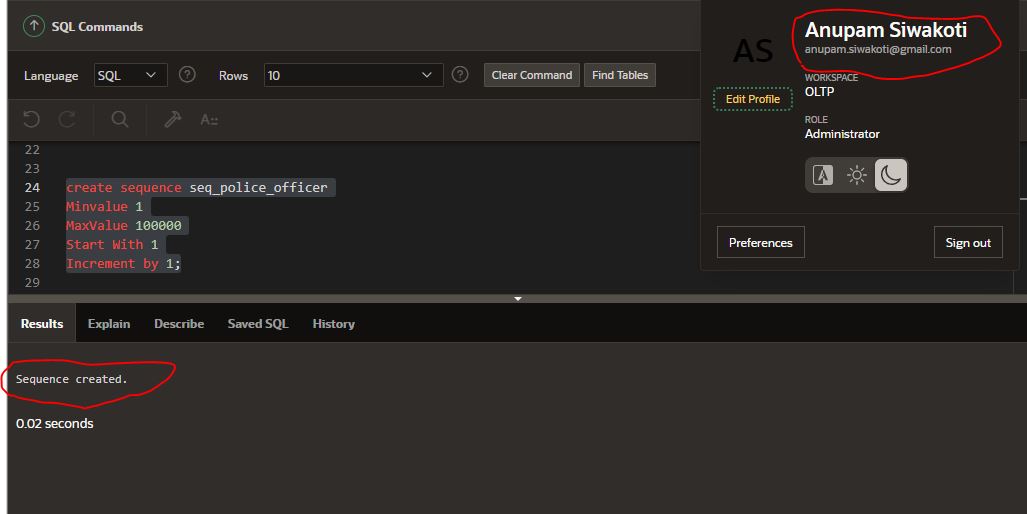 SQL Commands
Language SQL Rows 10 Clear Command Find Tables
A::
22
23
24 create sequence seq_police_officer
25 Minvalue 1
26 MaxValue 100000
27 Start With 1
28 Increment by 1;
29
Results Explain Describe Saved SQL History
Sequence created.
0.02 seconds
AS
Anupam Siwakoti
anupam.siwakoti@gmail.com
Edit Profile
WORKSPACE
OLTP
ROLE
Administrator
Preferences Sign out